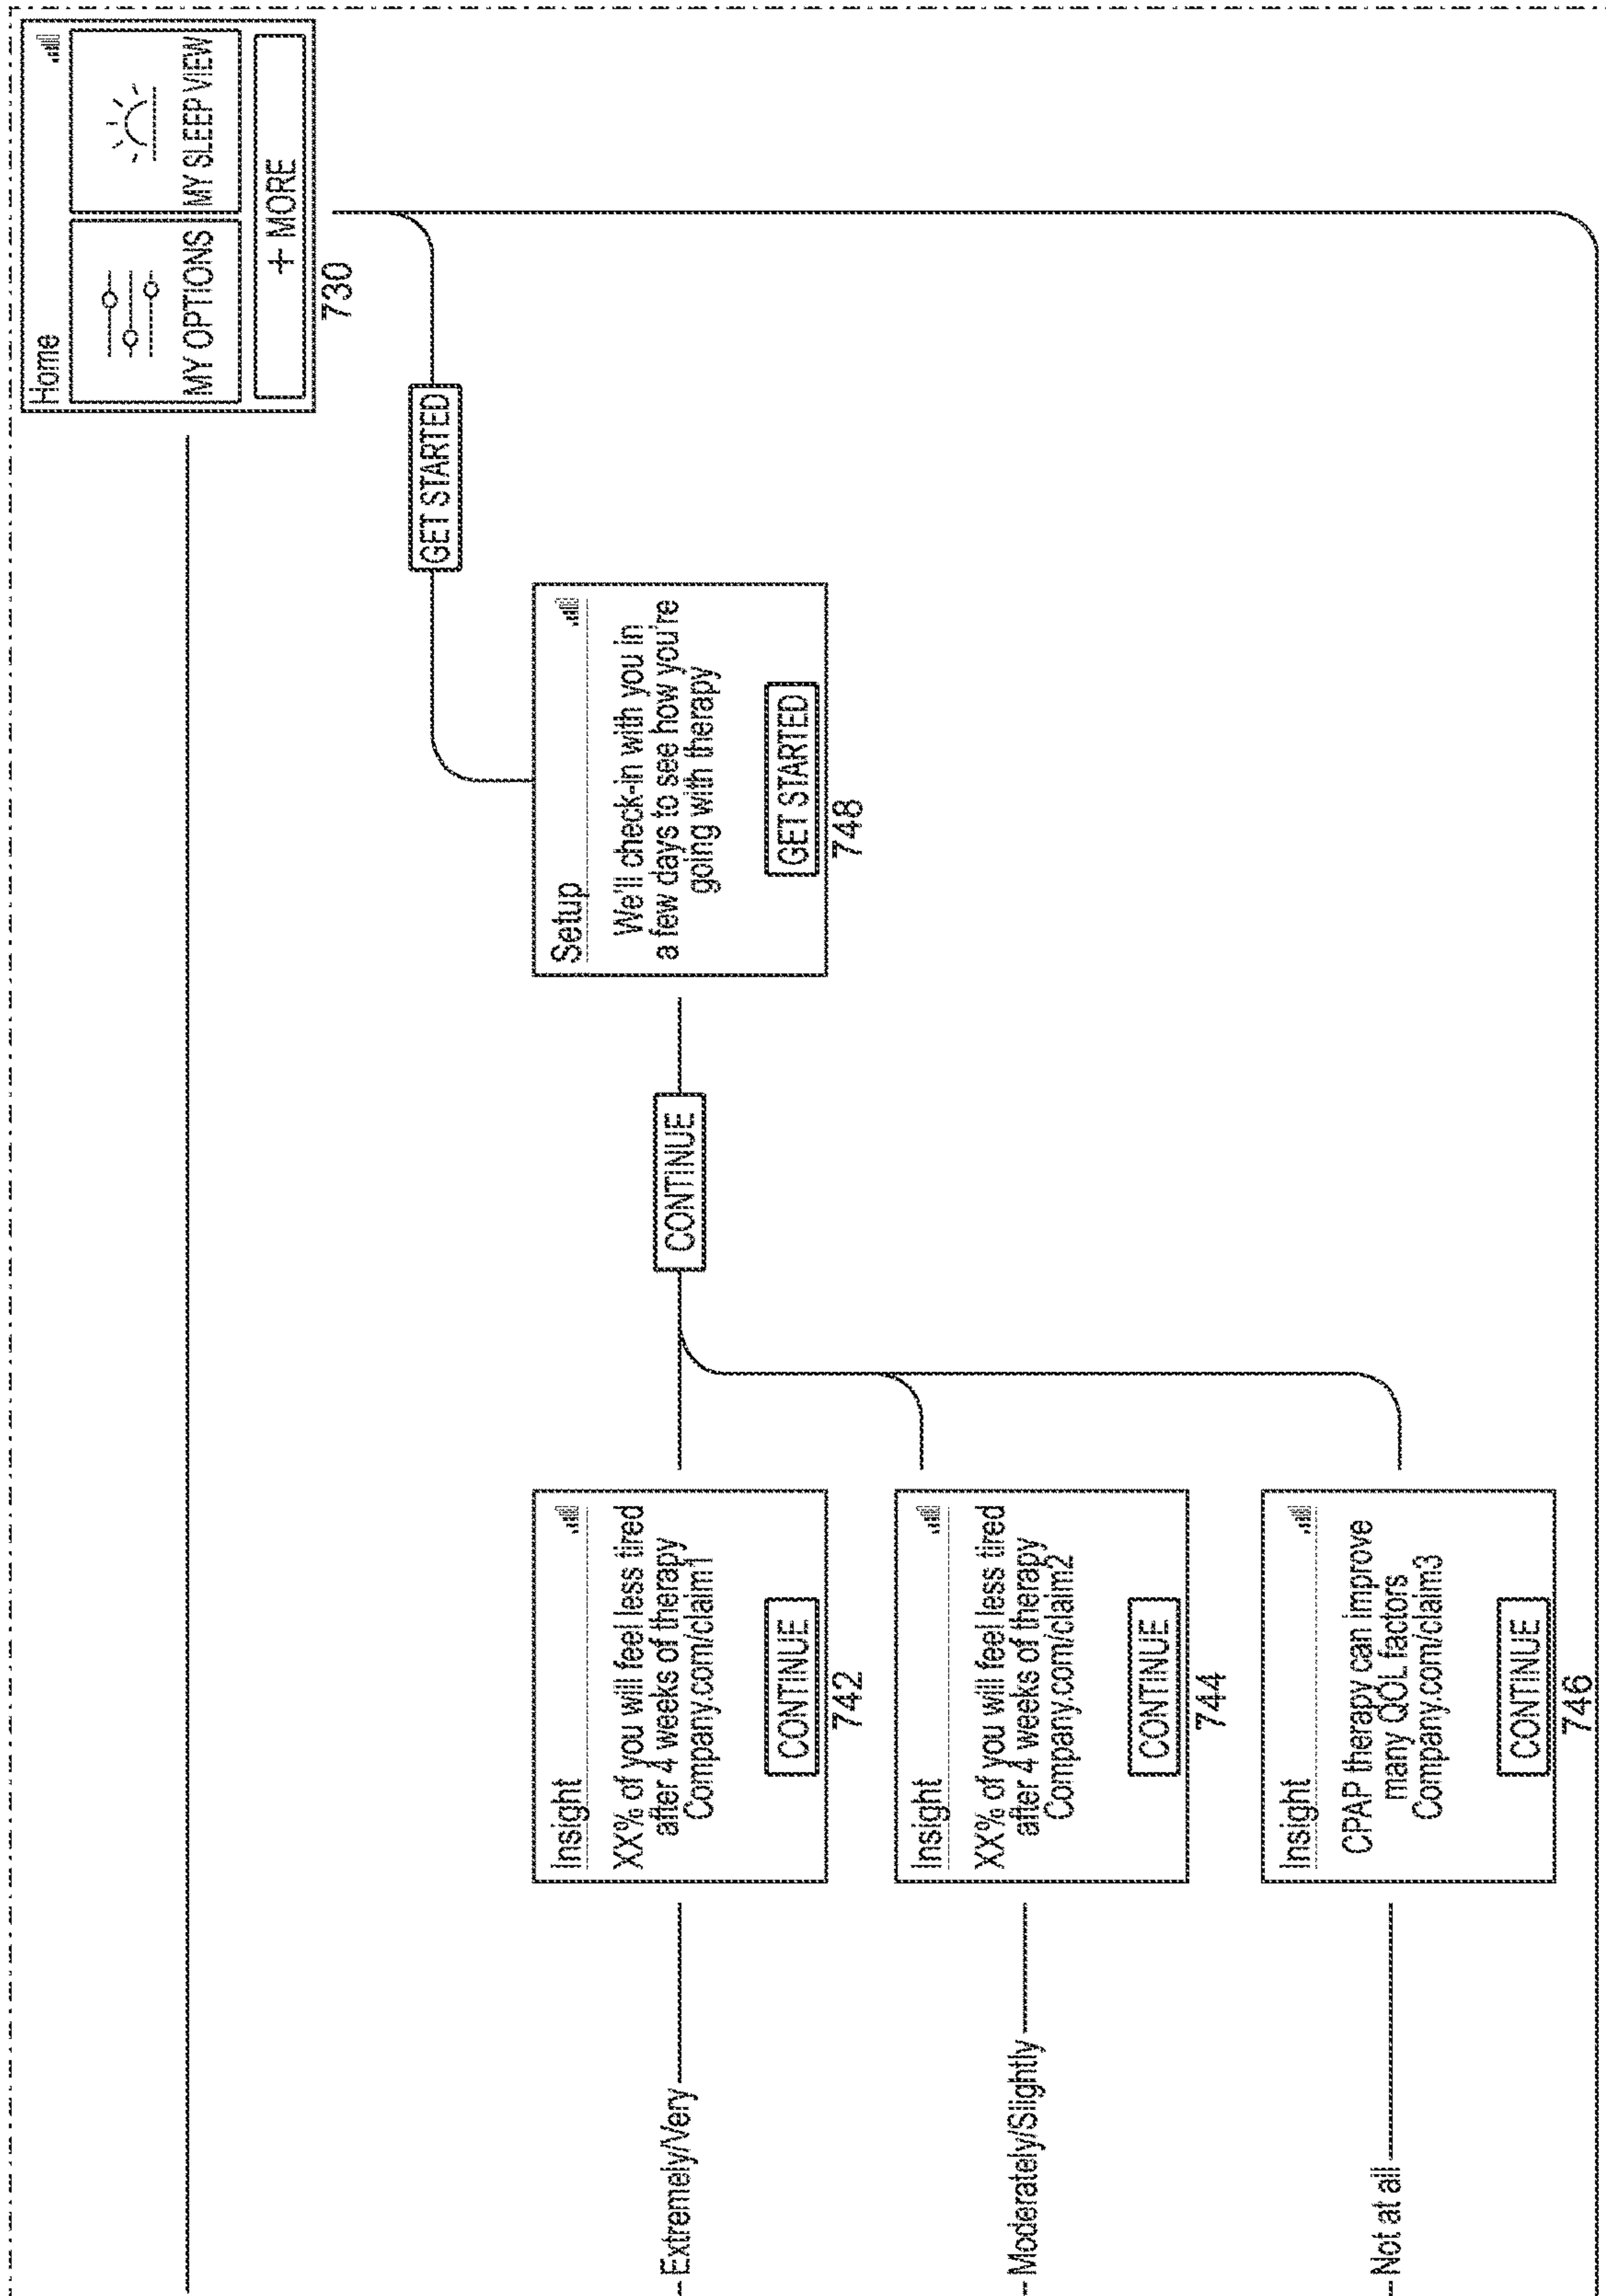 Home
MY OPTIONS
MY SLEEP VIEW
+ MORE
730
GET STARTED
Extremely/Very
Insight
XX% of you will feel less tired
after 4 weeks of therapy
Company.com/claim1
CONTINUE
742
CONTINUE
Setup
We'll check-in with you in
a few days to see how you're
going with therapy
GET STARTED
748
Moderately/Slightly
Insight
XX% of you will feel less tired
after 4 weeks of therapy
Company.com/claim2
CONTINUE
744
Not at all
Insight
CPAP therapy can improve
many QOL factors
Company.com/claim3
CONTINUE
746